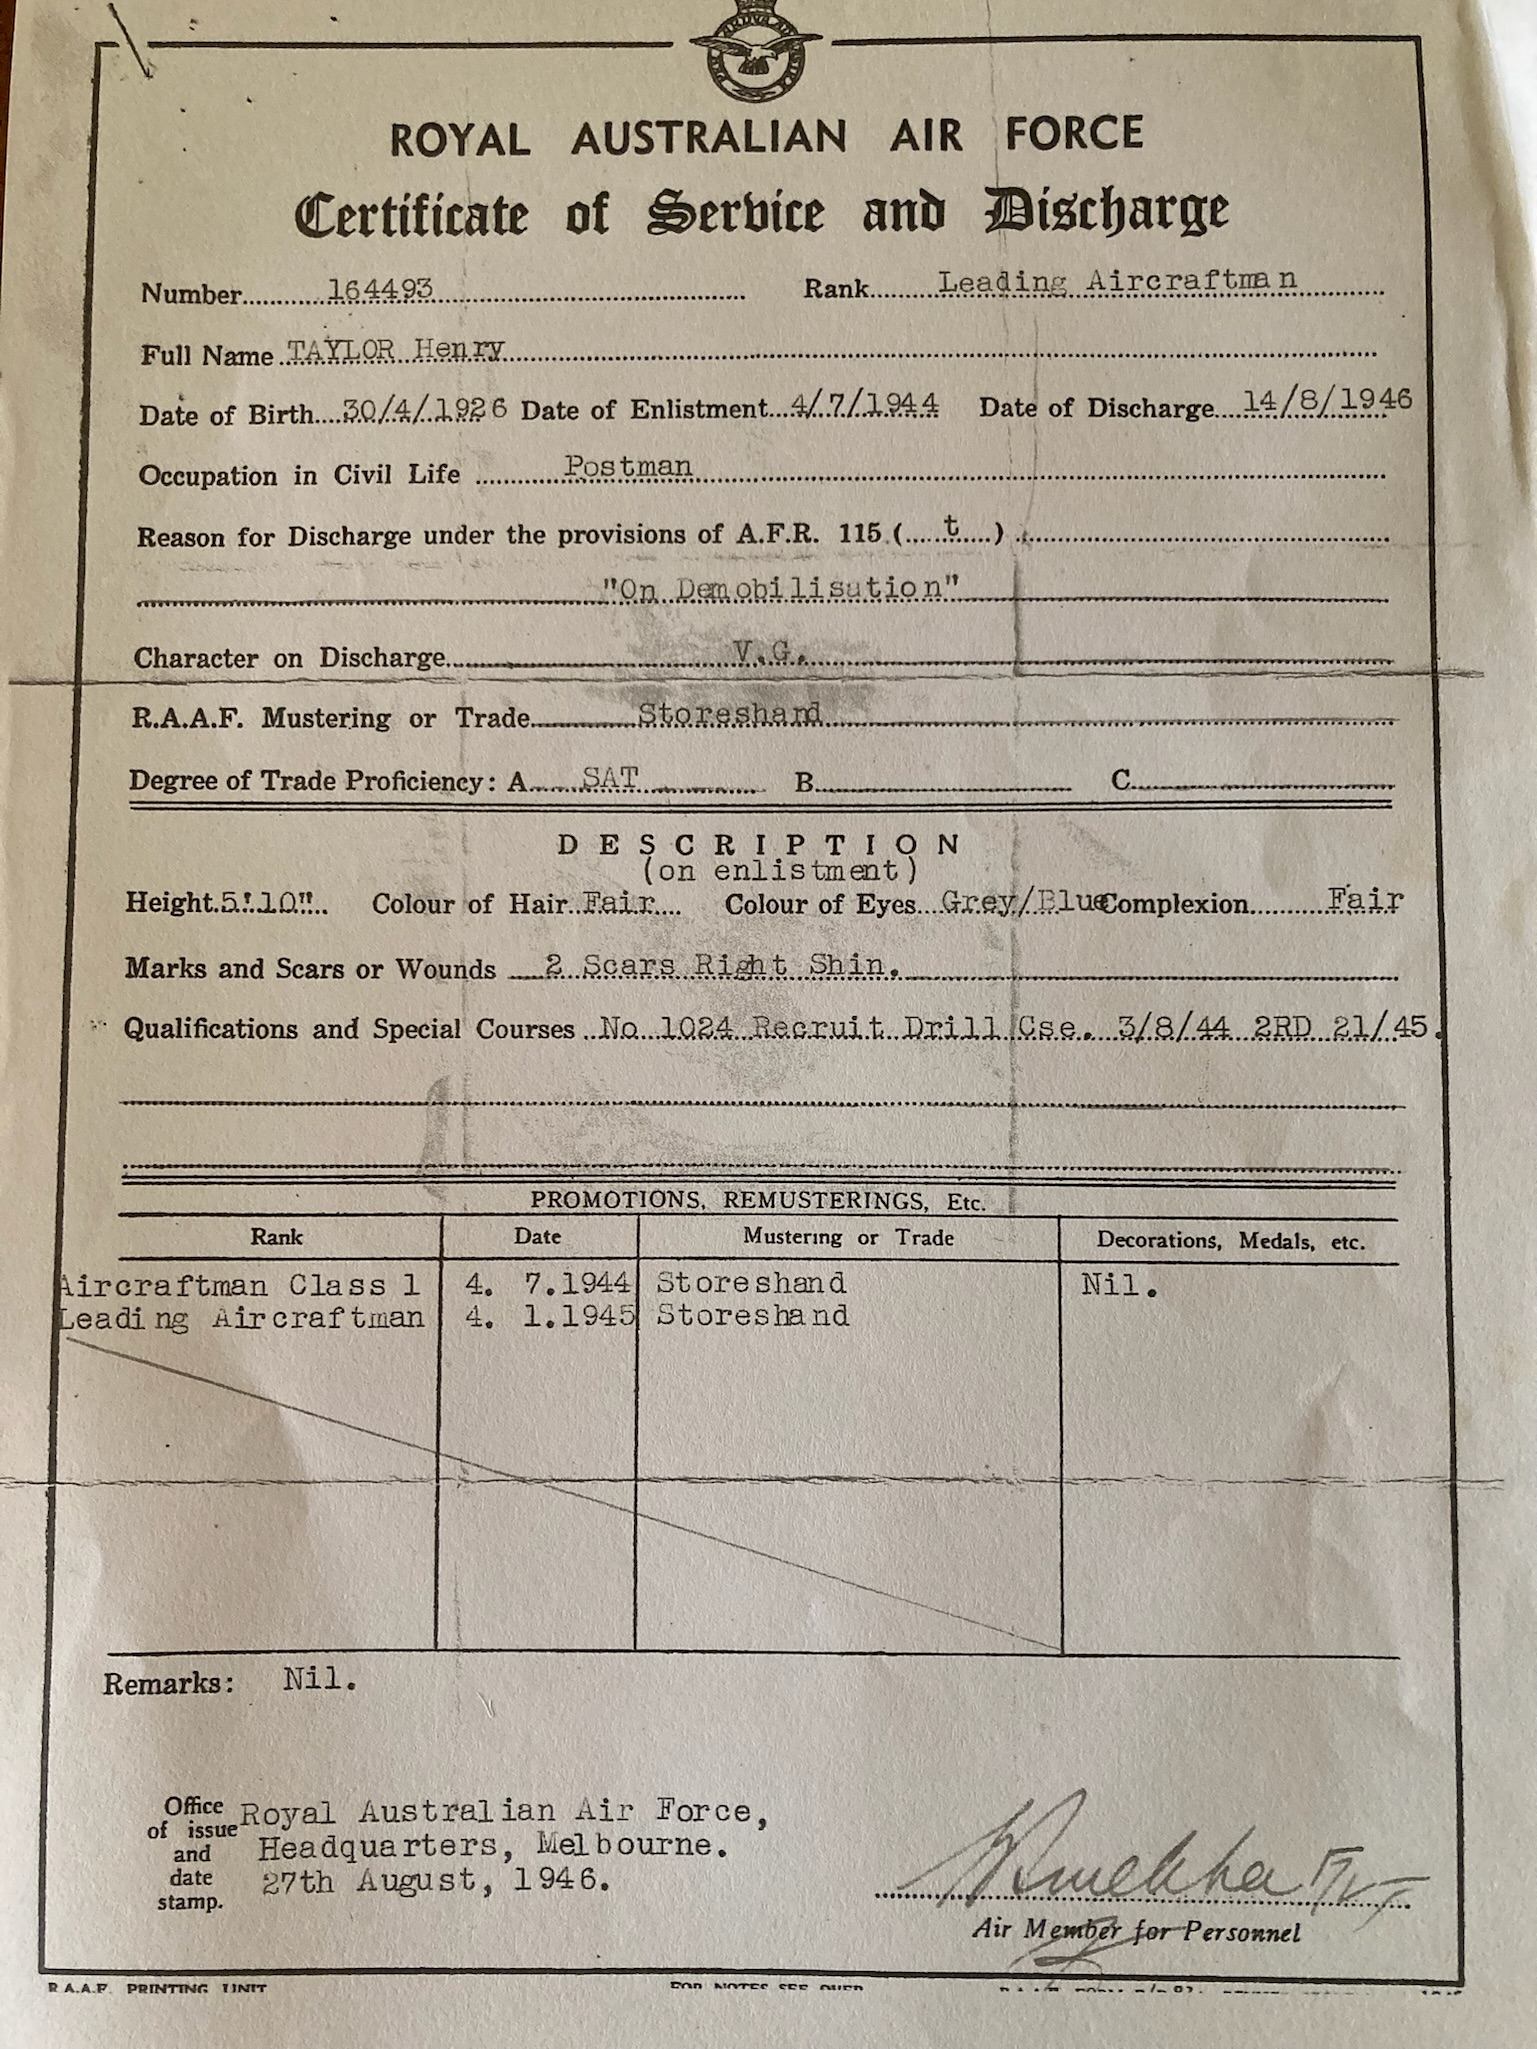 ROYAL AUSTRALIAN AIR FORCE
Certificate of Service and Discharge
Number 164493 Rank Leading Aircraftman
Full Name TAYLOR Henry
Date of Birth 30/4/1926 Date of Enlistment 4/7/1944 Date of Discharge 14/8/1946
Occupation in Civil Life Postman
Reason for Discharge under the provisions of A.F.R. 115 ( t )
"On Demobilisation"
Character on Discharge V.G.
R.A.A.F. Mustering or Trade Storeshand
Degree of Trade Proficiency: A SAT B C
DESCRIPTION
(on enlistment)
Height 5'10" Colour of Hair Fair Colour of Eyes Grey/Blue Complexion Fair
Marks and Scars or Wounds 2 Scars Right Shin.
Qualifications and Special Courses No 1024 Recruit Drill Cse. 3/8/44 2RD 21/45.
PROMOTIONS, REMUSTERINGS, Etc.
Rank Date Mustering or Trade Decorations, Medals, etc.
Aircraftman Class 1 4. 7.1944 Storeshand Nil.
Leading Aircraftman 4. 1.1945 Storeshand
Remarks: Nil.
Office of issue and date stamp.
Royal Australian Air Force,
Headquarters, Melbourne.
27th August, 1946.
Air Member for Personnel
R.A.A.F. PRINTING UNIT FOR NOTES SEE OVER